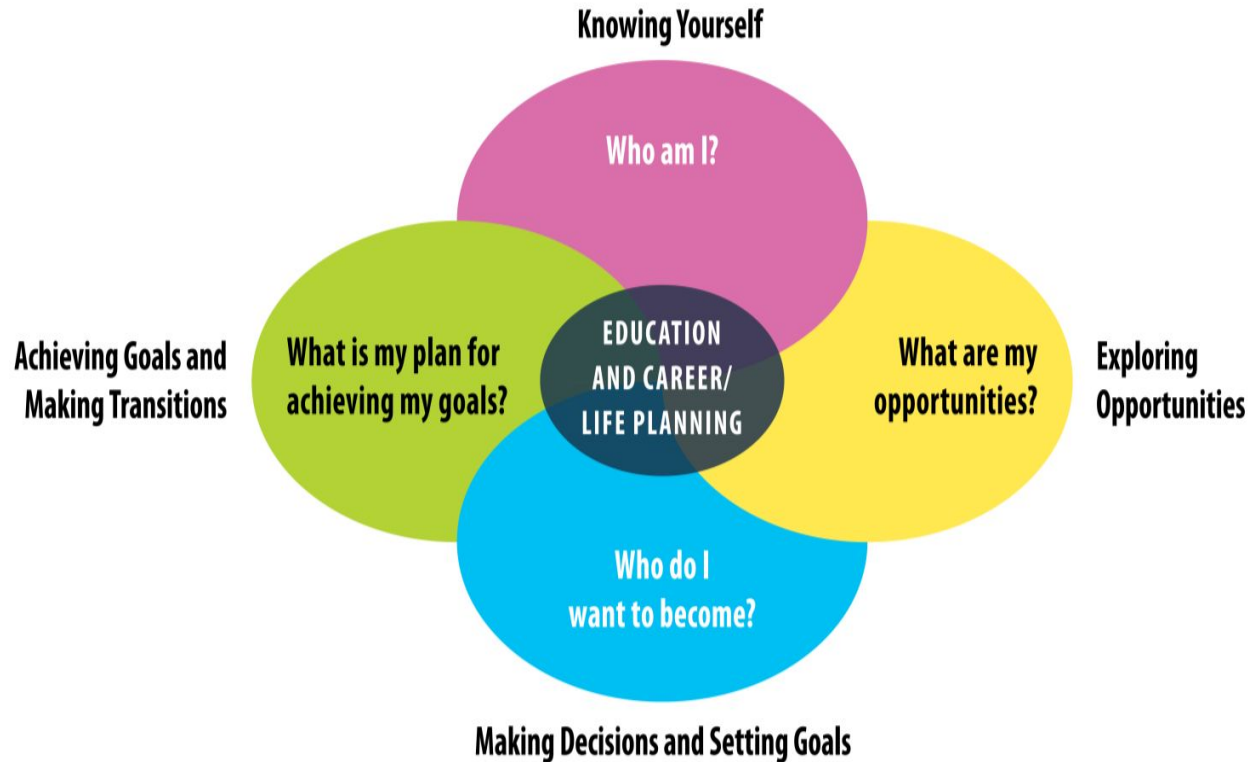 Knowing Yourself
Who am I?
Achieving Goals and
Making Transitions
What is my plan for
achieving my goals?
EDUCATION
AND CAREER/
LIFE PLANNING
What are my
opportunities?
Exploring
Opportunities
Who do I
want to become?
Making Decisions and Setting Goals